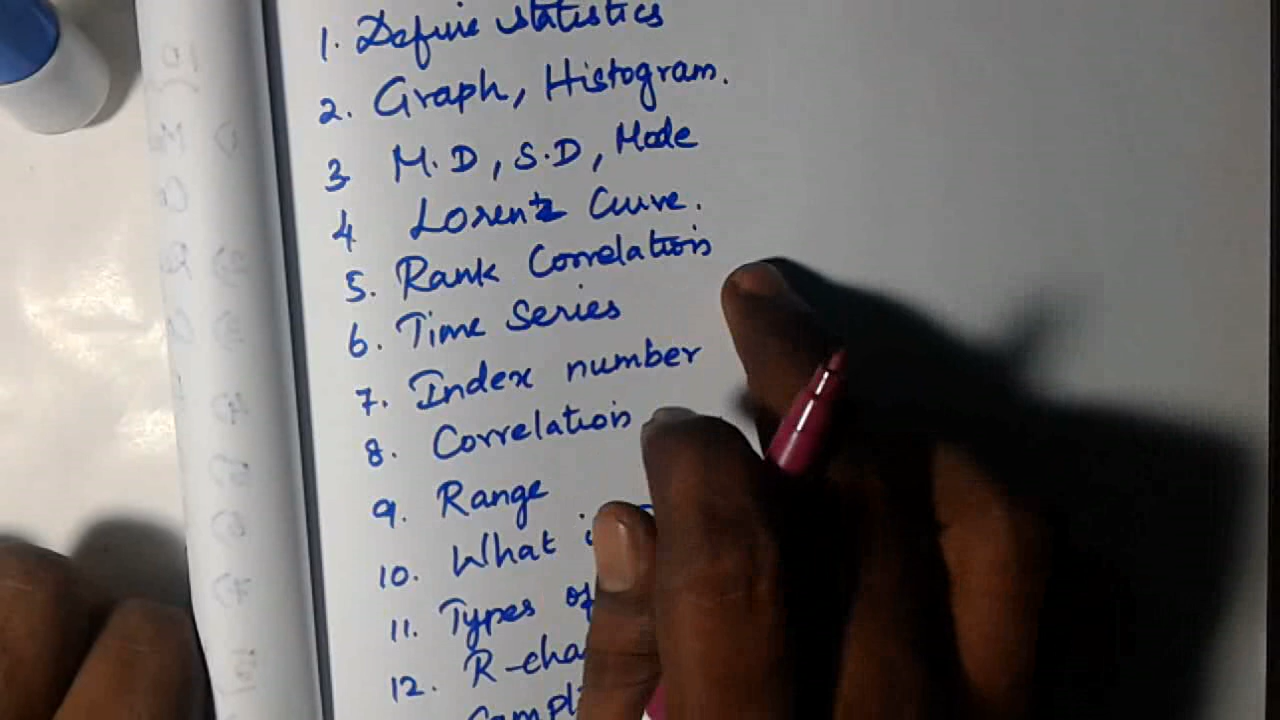 1. Define statistics
2. Graph, Histogram.
3 M.D, S.D, Mode
4 Lorentz Curve.
5. Rank Correlation
6. Time Series
7. Index number
8. Correlation
9. Range
10. What
11. Types of
12. R-cha